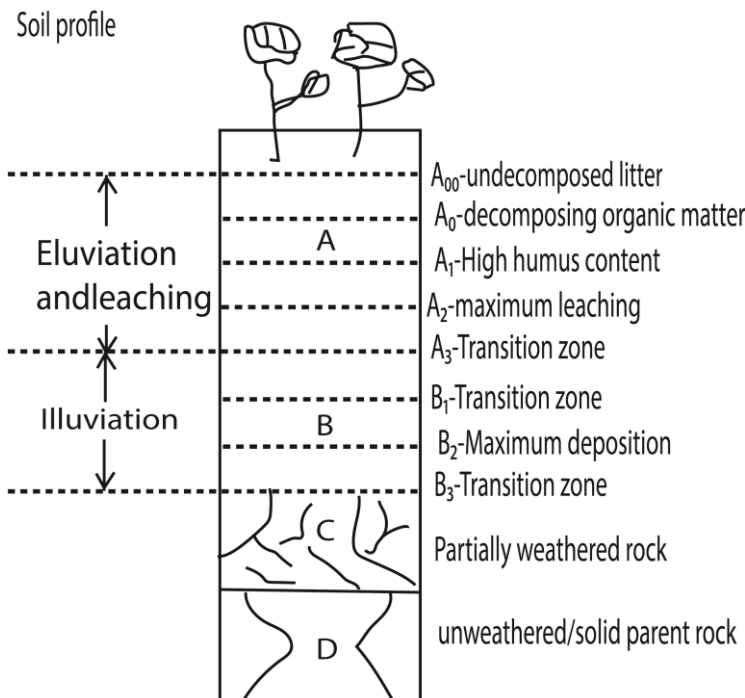 Soil profile
A₀₀-undecomposed litter
A₀-decomposing organic matter
A
Eluviation
andleaching
A₁-High humus content
A₂-maximum leaching
A₃-Transition zone
B₁-Transition zone
Illuviation
B
B₂-Maximum deposition
B₃-Transition zone
C
Partially weathered rock
D
unweathered/solid parent rock